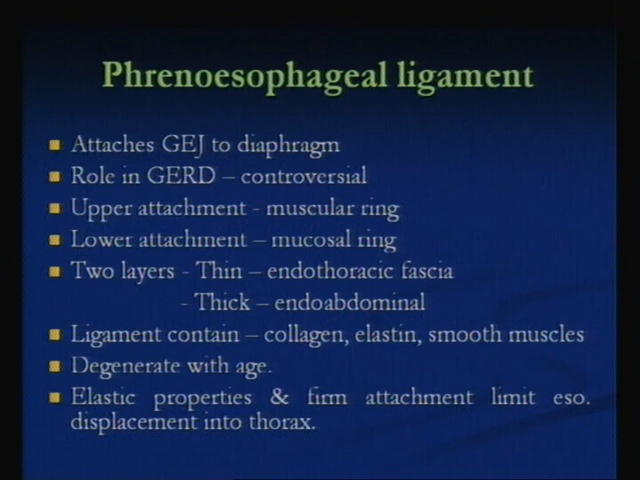 Phrenoesophageal ligament
■ Attaches GEJ to diaphragm
■ Role in GERD – controversial
■ Upper attachment - muscular ring
■ Lower attachment – mucosal ring
■ Two layers - Thin – endothoracic fascia
- Thick – endoabdominal
■ Ligament contain – collagen, elastin, smooth muscles
■ Degenerate with age.
■ Elastic properties & firm attachment limit eso.
displacement into thorax.